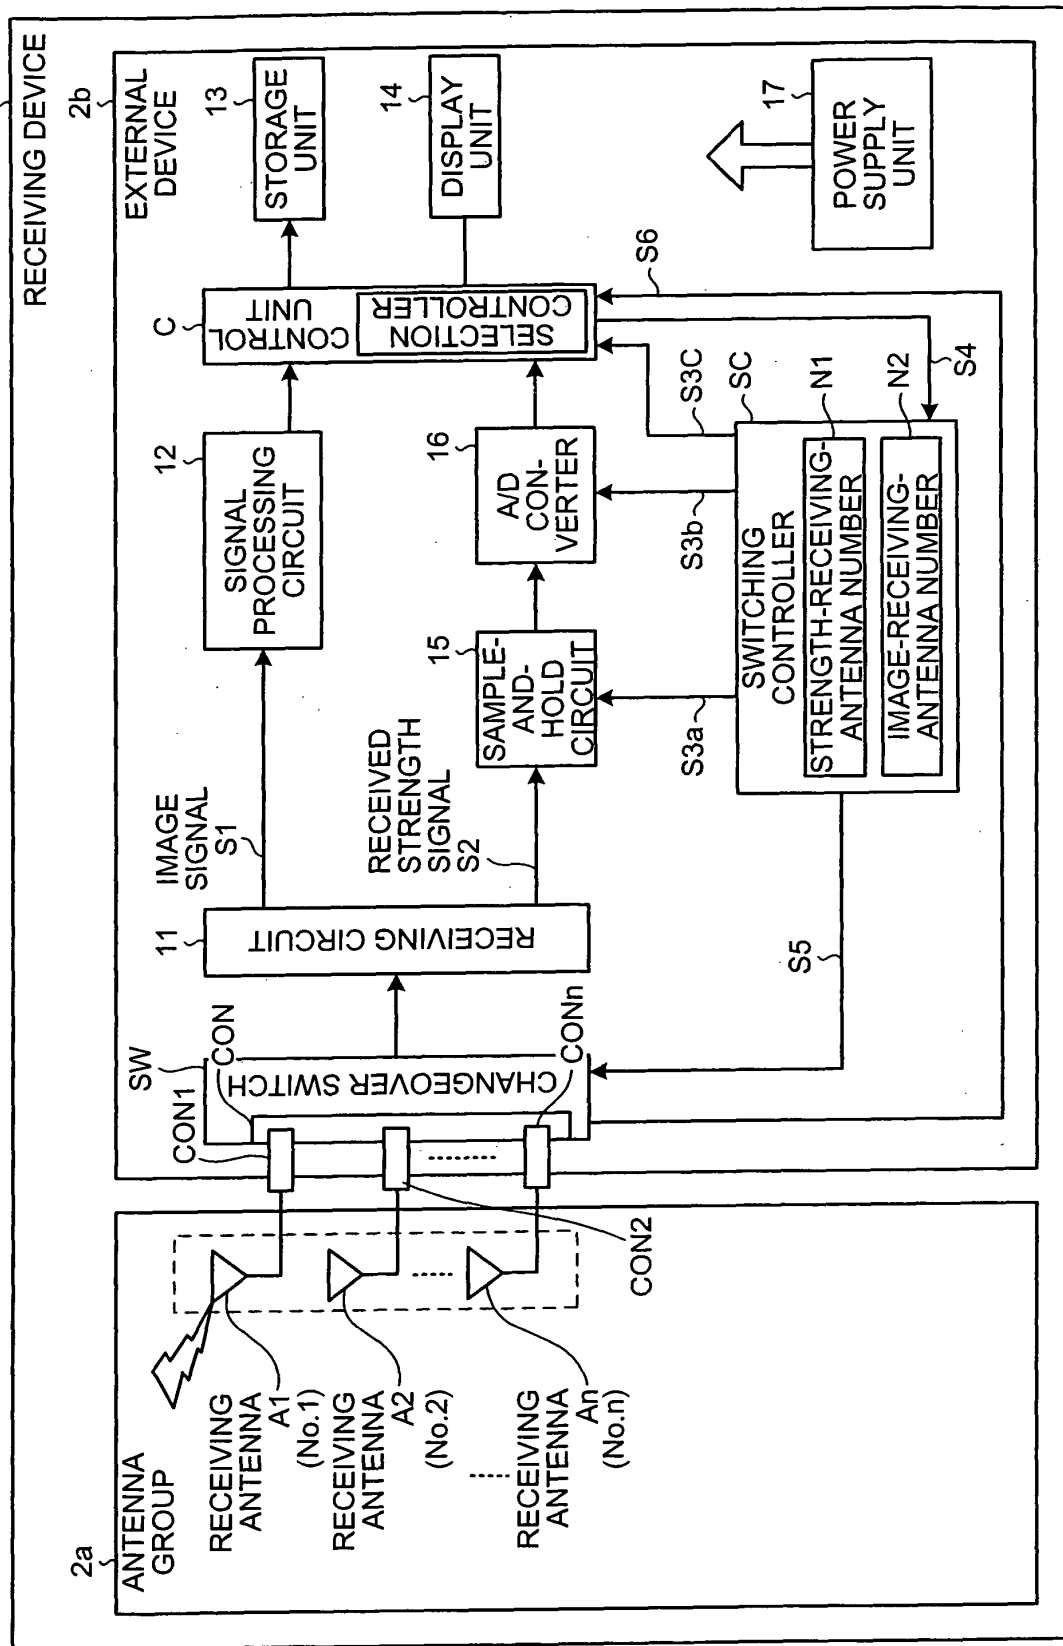 RECEIVING DEVICE
2a
ANTENNA
GROUP
RECEIVING
ANTENNA
A1
(No.1)
RECEIVING
ANTENNA
A2
(No.2)
RECEIVING
ANTENNA
An
(No.n)
2b
EXTERNAL
DEVICE
SW
CON1
CON
CHANGEOVER SWITCH
CONn
CON2
11
RECEIVING CIRCUIT
IMAGE
SIGNAL
S1
RECEIVED
STRENGTH
SIGNAL
S2
12
SIGNAL
PROCESSING
CIRCUIT
15
SAMPLE-
AND-
HOLD
CIRCUIT
16
A/D
CON-
VERTER
C
CONTROL
UNIT
SELECTION
CONTROLLER
13
STORAGE
UNIT
14
DISPLAY
UNIT
S3a
S3b
S3C
SC
SWITCHING
CONTROLLER
N1
STRENGTH-RECEIVING-
ANTENNA NUMBER
N2
IMAGE-RECEIVING-
ANTENNA NUMBER
S4
S5
S6
17
POWER
SUPPLY
UNIT